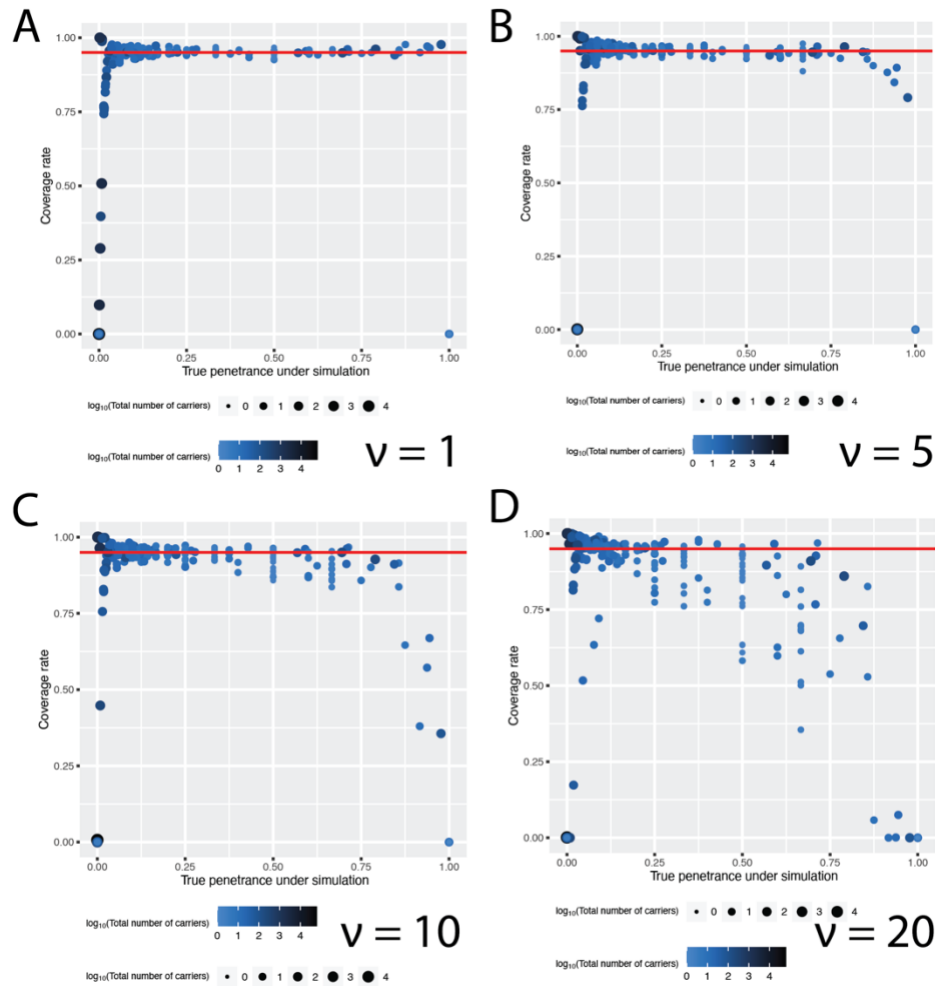 A
1.00
0.75
0.50
0.25
0.00
Coverage rate
0.00 0.25 0.50 0.75 1.00
True penetrance under simulation
log10(Total number of carriers) 0 1 2 3 4
log10(Total number of carriers)
0 1 2 3 4
ν = 1
B
1.00
0.75
0.50
0.25
0.00
Coverage rate
0.00 0.25 0.50 0.75 1.00
True penetrance under simulation
log10(Total number of carriers) 0 1 2 3 4
log10(Total number of carriers)
0 1 2 3 4
ν = 5
C
1.00
0.75
0.50
0.25
0.00
Coverage rate
0.00 0.25 0.50 0.75 1.00
True penetrance under simulation
log10(Total number of carriers)
0 1 2 3 4
ν = 10
log10(Total number of carriers) 0 1 2 3 4
D
1.00
0.75
0.50
0.25
0.00
Coverage rate
0.00 0.25 0.50 0.75 1.00
True penetrance under simulation
log10(Total number of carriers) 0 1 2 3 4
ν = 20
log10(Total number of carriers)
0 1 2 3 4